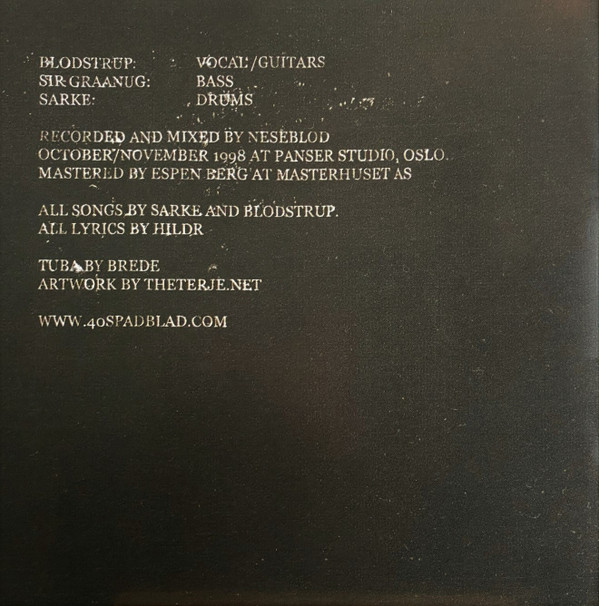 BLODSTRUP: VOCAL/GUITARS
SIR GRAANUG: BASS
SARKE: DRUMS
RECORDED AND MIXED BY NESEBLOD
OCTOBER/NOVEMBER 1998 AT PANSER STUDIO, OSLO.
MASTERED BY ESPEN BERG AT MASTERHUSET AS
ALL SONGS BY SARKE AND BLODSTRUP.
ALL LYRICS BY HILDR
TUBA BY BREDE
ARTWORK BY THETERJE.NET
WWW.40SPADBLAD.COM